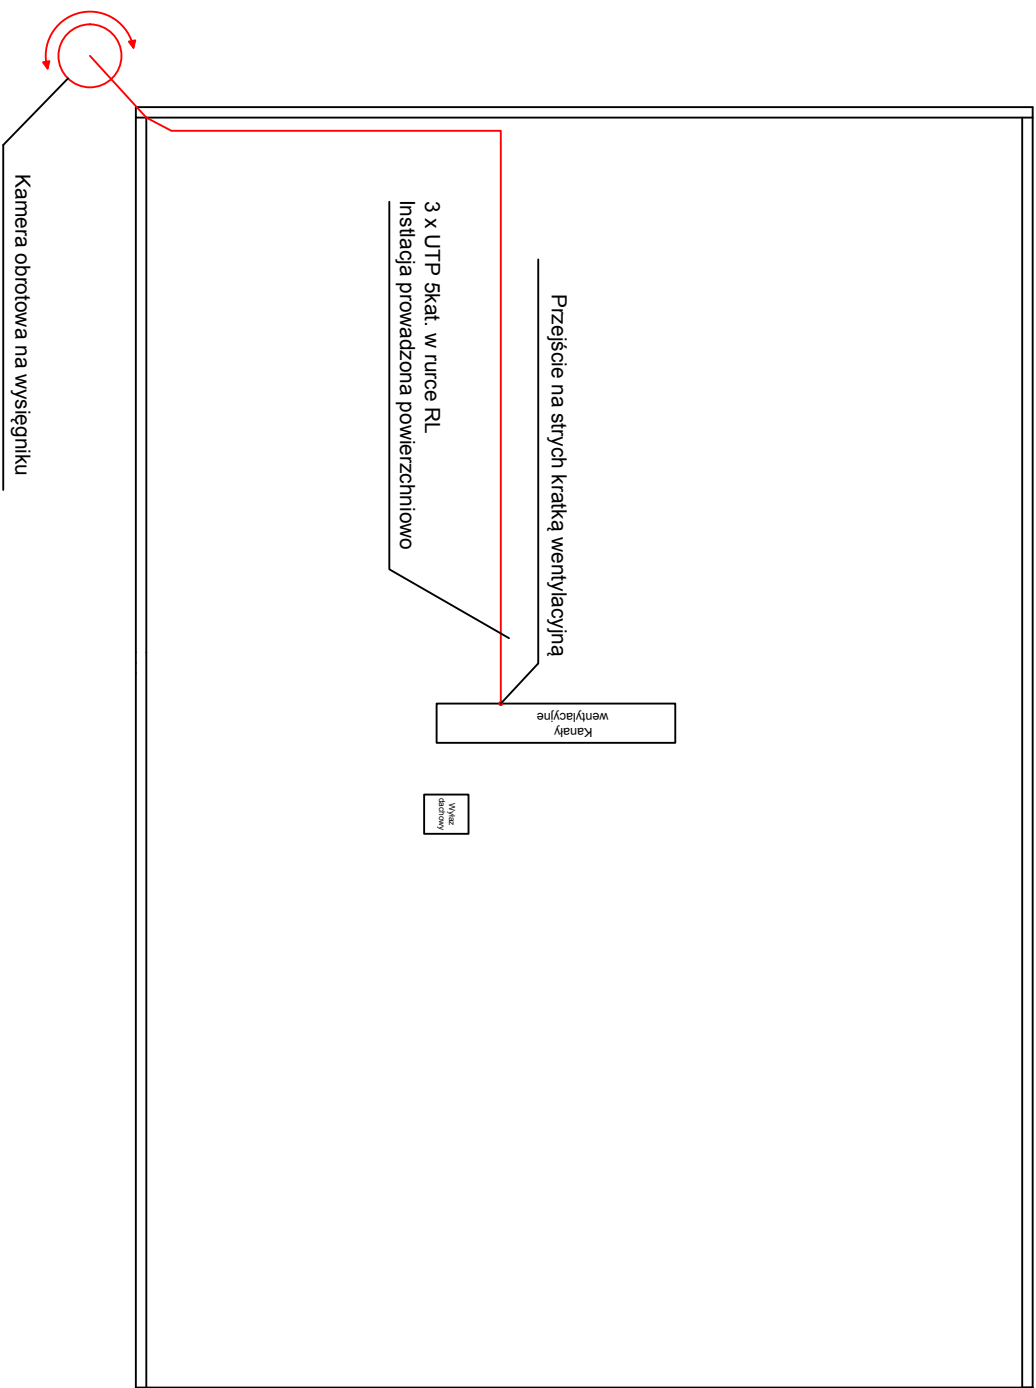 Przejście na strych kratką wentylacyjną
3 x UTP 5kat. w rurce RL
Instlacja prowadzona powierzchniowo
Kamera obrotowa na wysięgniku
Kanały
wentylacyjne
Wyłaz
dachowy